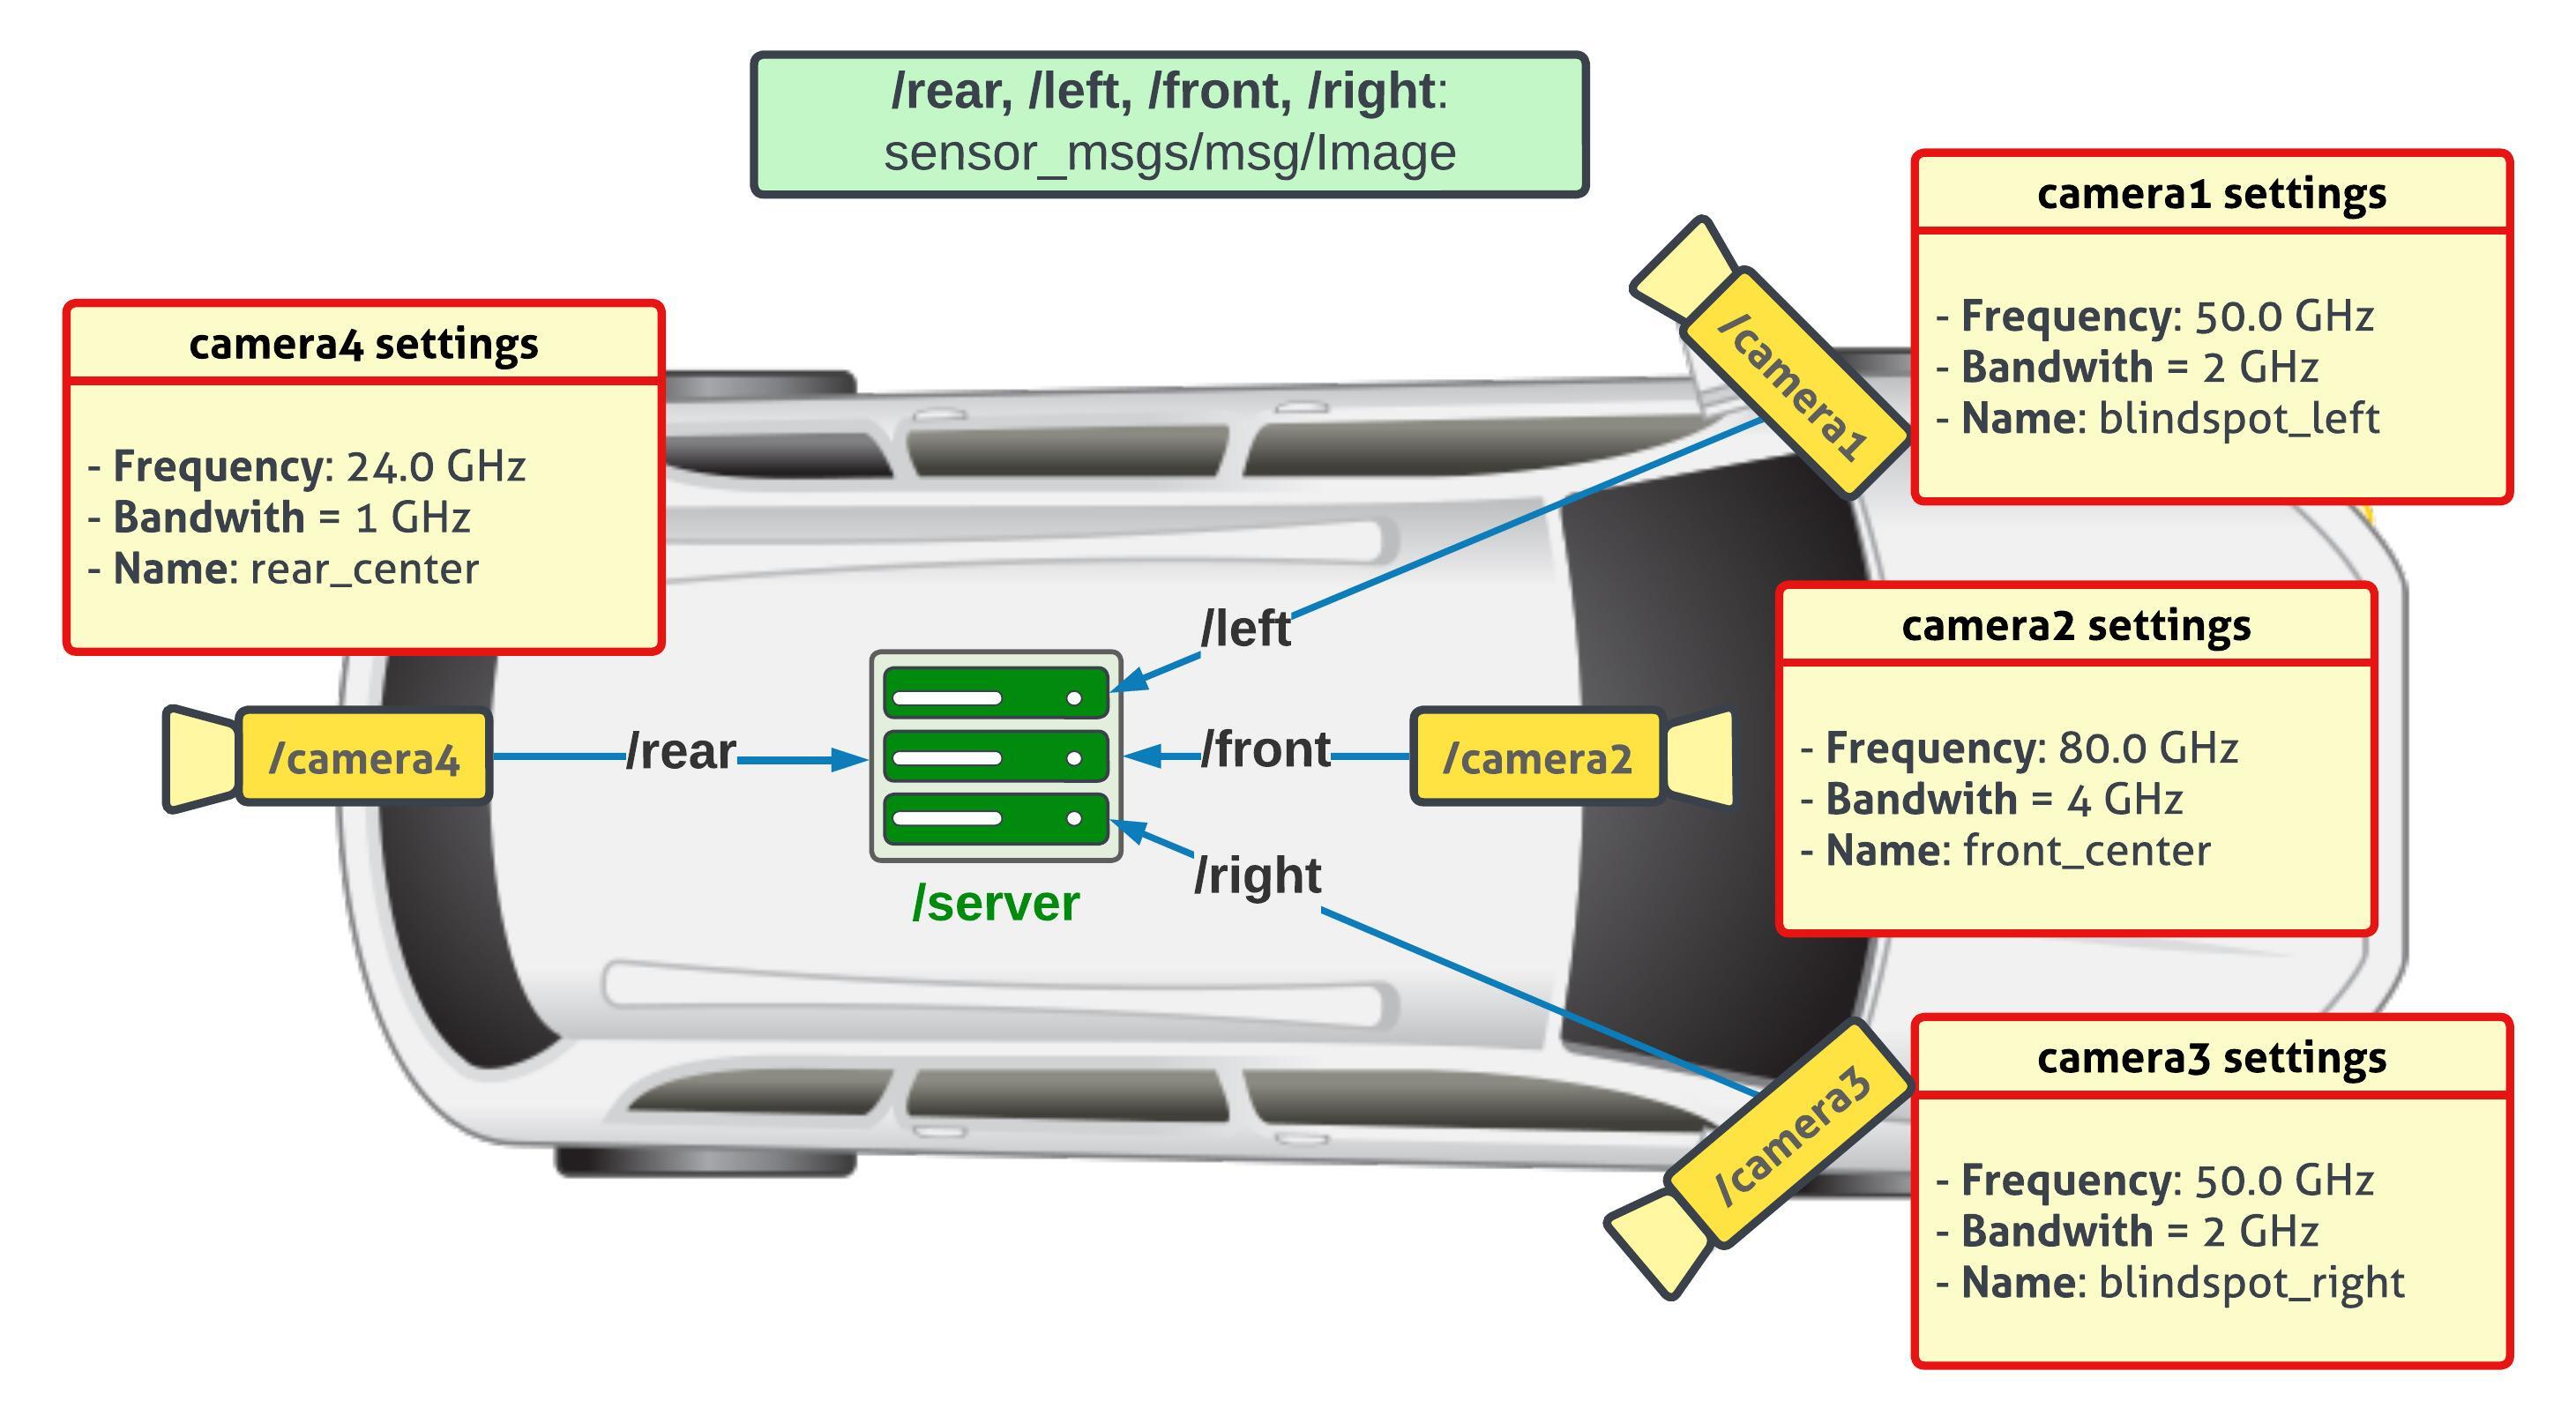 /rear, /left, /front, /right:
sensor_msgs/msg/Image
camera1 settings
- Frequency: 50.0 GHz
- Bandwith = 2 GHz
- Name: blindspot_left
/camera1
camera4 settings
- Frequency: 24.0 GHz
- Bandwith = 1 GHz
- Name: rear_center
/left
camera2 settings
- Frequency: 80.0 GHz
- Bandwith = 4 GHz
- Name: front_center
/camera4
/rear
/front
/camera2
/right
/server
camera3 settings
- Frequency: 50.0 GHz
- Bandwith = 2 GHz
- Name: blindspot_right
/camera3